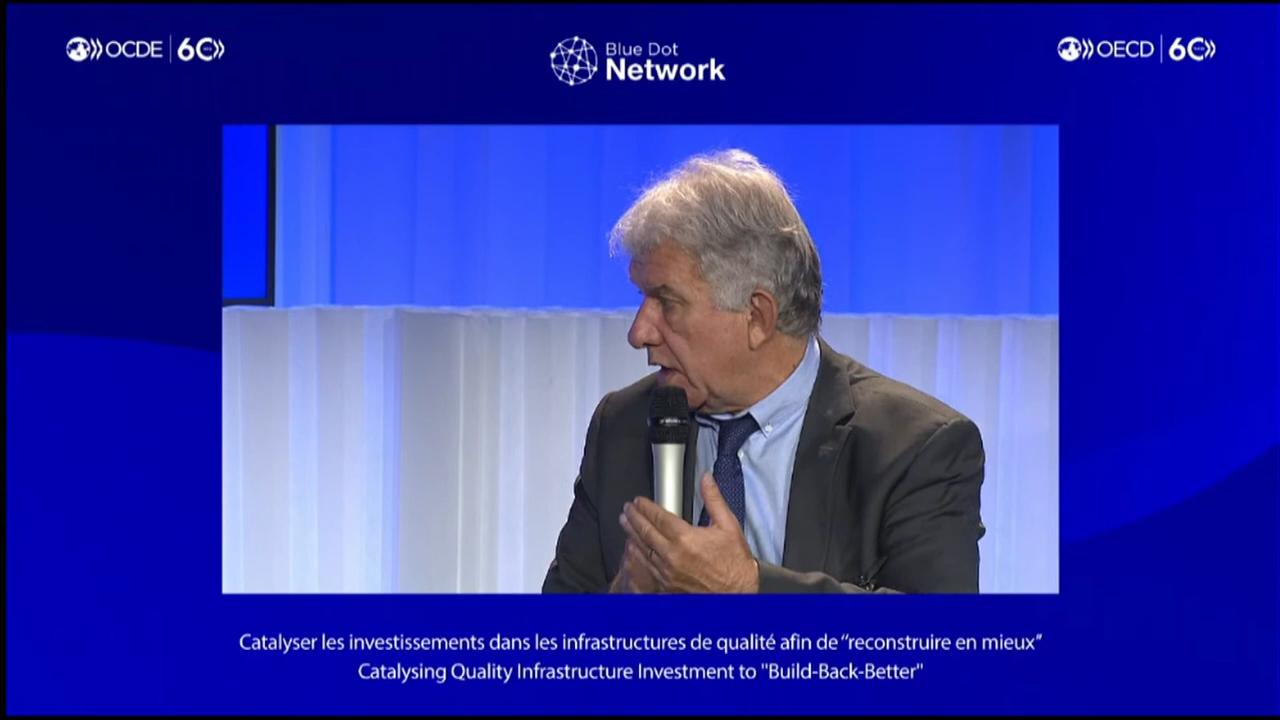 OCDE 60
Blue Dot
Network
OECD 60
Catalyser les investissements dans les infrastructures de qualité afin de “reconstruire en mieux”
Catalysing Quality Infrastructure Investment to "Build-Back-Better"